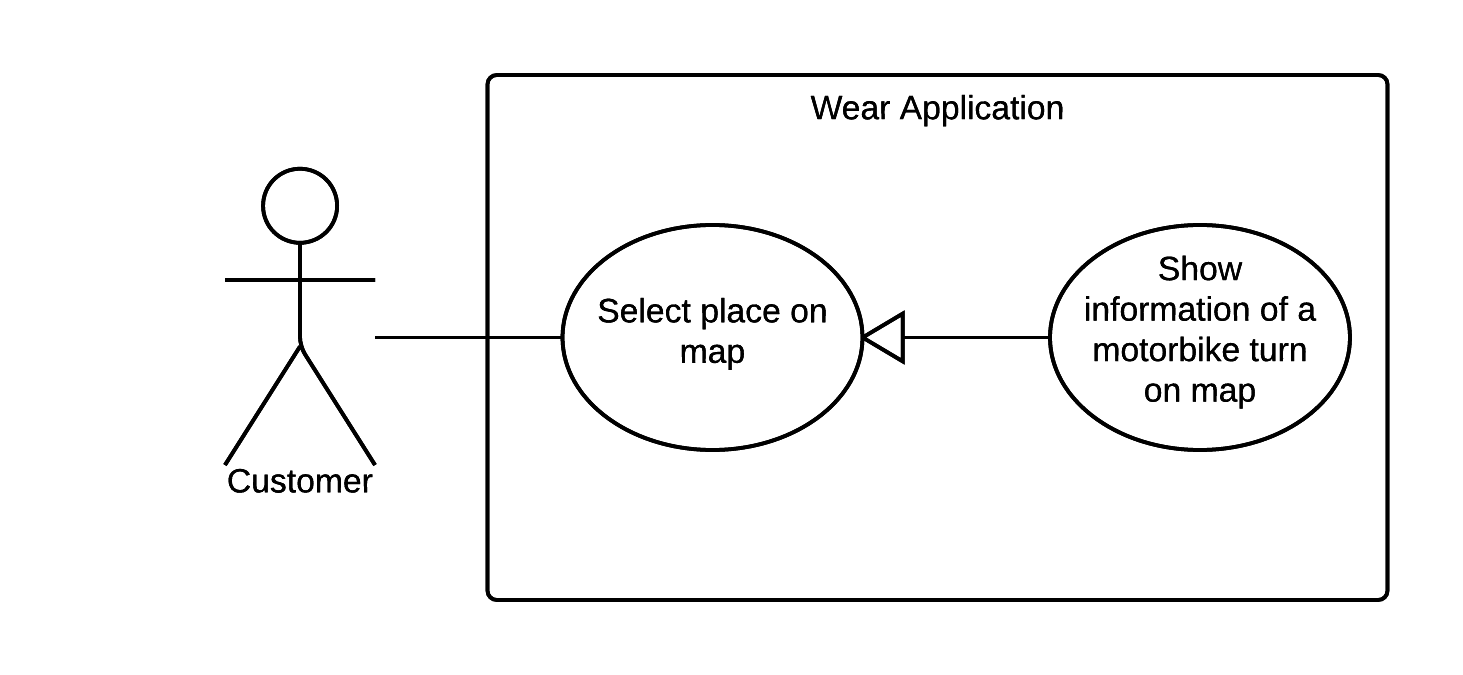 Wear Application
Select place on
map
Show
information of a
motorbike turn
on map
Customer